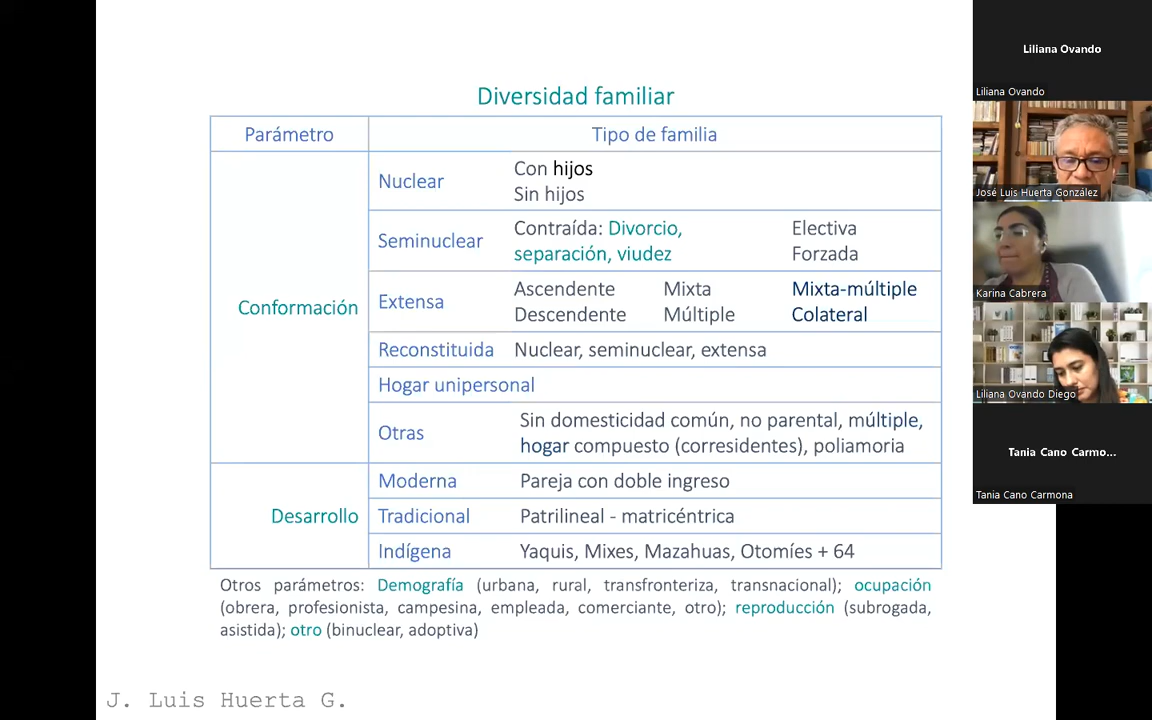 Diversidad familiar
Parámetro
Tipo de familia
Conformación
Nuclear
Con hijos
Sin hijos
Seminuclear
Contraída: Divorcio,
separación, viudez
Electiva
Forzada
Extensa
Ascendente
Descendente
Mixta
Múltiple
Mixta-múltiple
Colateral
Reconstituida
Nuclear, seminuclear, extensa
Hogar unipersonal
Otras
Sin domesticidad común, no parental, múltiple,
hogar compuesto (corresidentes), poliamoria
Desarrollo
Moderna
Pareja con doble ingreso
Tradicional
Patrilineal - matricéntrica
Indígena
Yaquis, Mixes, Mazahuas, Otomíes + 64
Otros parámetros: Demografía (urbana, rural, transfronteriza, transnacional); ocupación
(obrera, profesionista, campesina, empleada, comerciante, otro); reproducción (subrogada,
asistida); otro (binuclear, adoptiva)
J. Luis Huerta G.
Liliana Ovando
Liliana Ovando
José Luis Huerta González
Karina Cabrera
Liliana Ovando Diego
Tania Cano Carmo...
Tania Cano Carmona